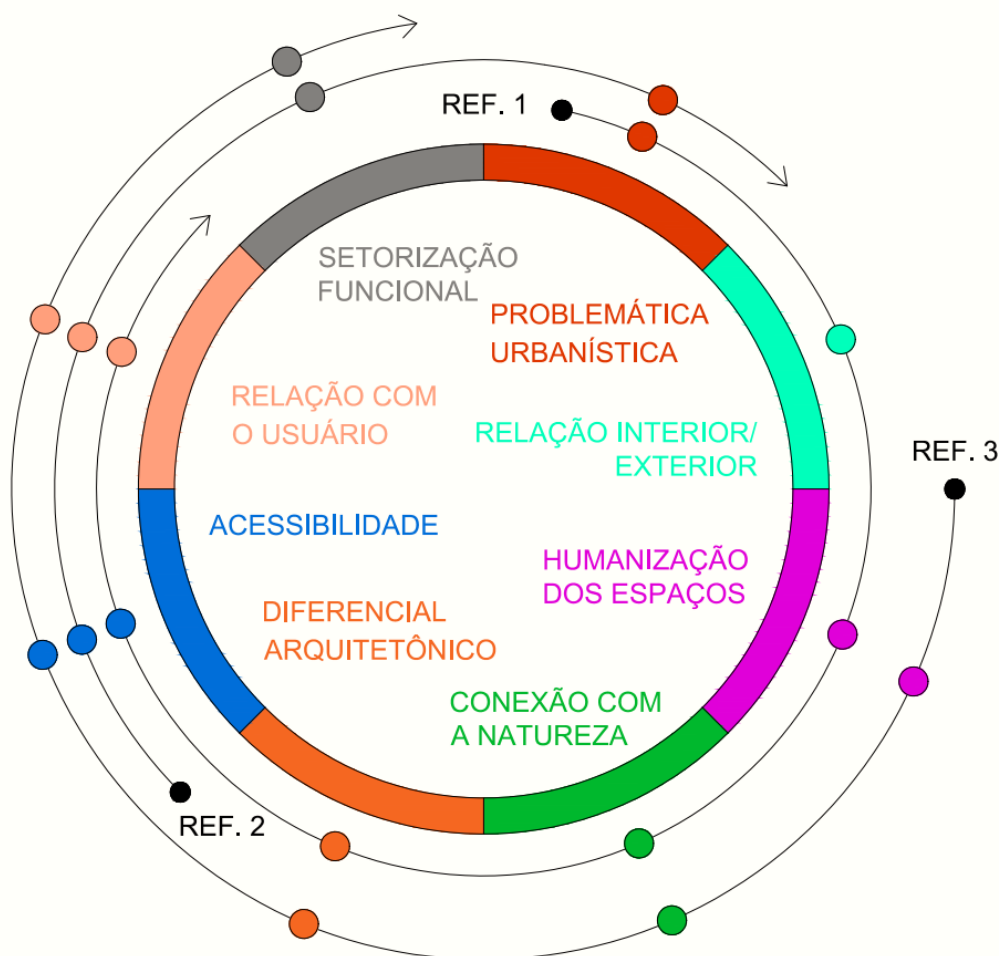 REF. 1
SETORIZAÇÃO
FUNCIONAL
PROBLEMÁTICA
URBANÍSTICA
RELAÇÃO COM
O USUÁRIO
RELAÇÃO INTERIOR/
EXTERIOR
REF. 3
ACESSIBILIDADE
HUMANIZAÇÃO
DOS ESPAÇOS
DIFERENCIAL
ARQUITETÔNICO
CONEXÃO COM
A NATUREZA
REF. 2